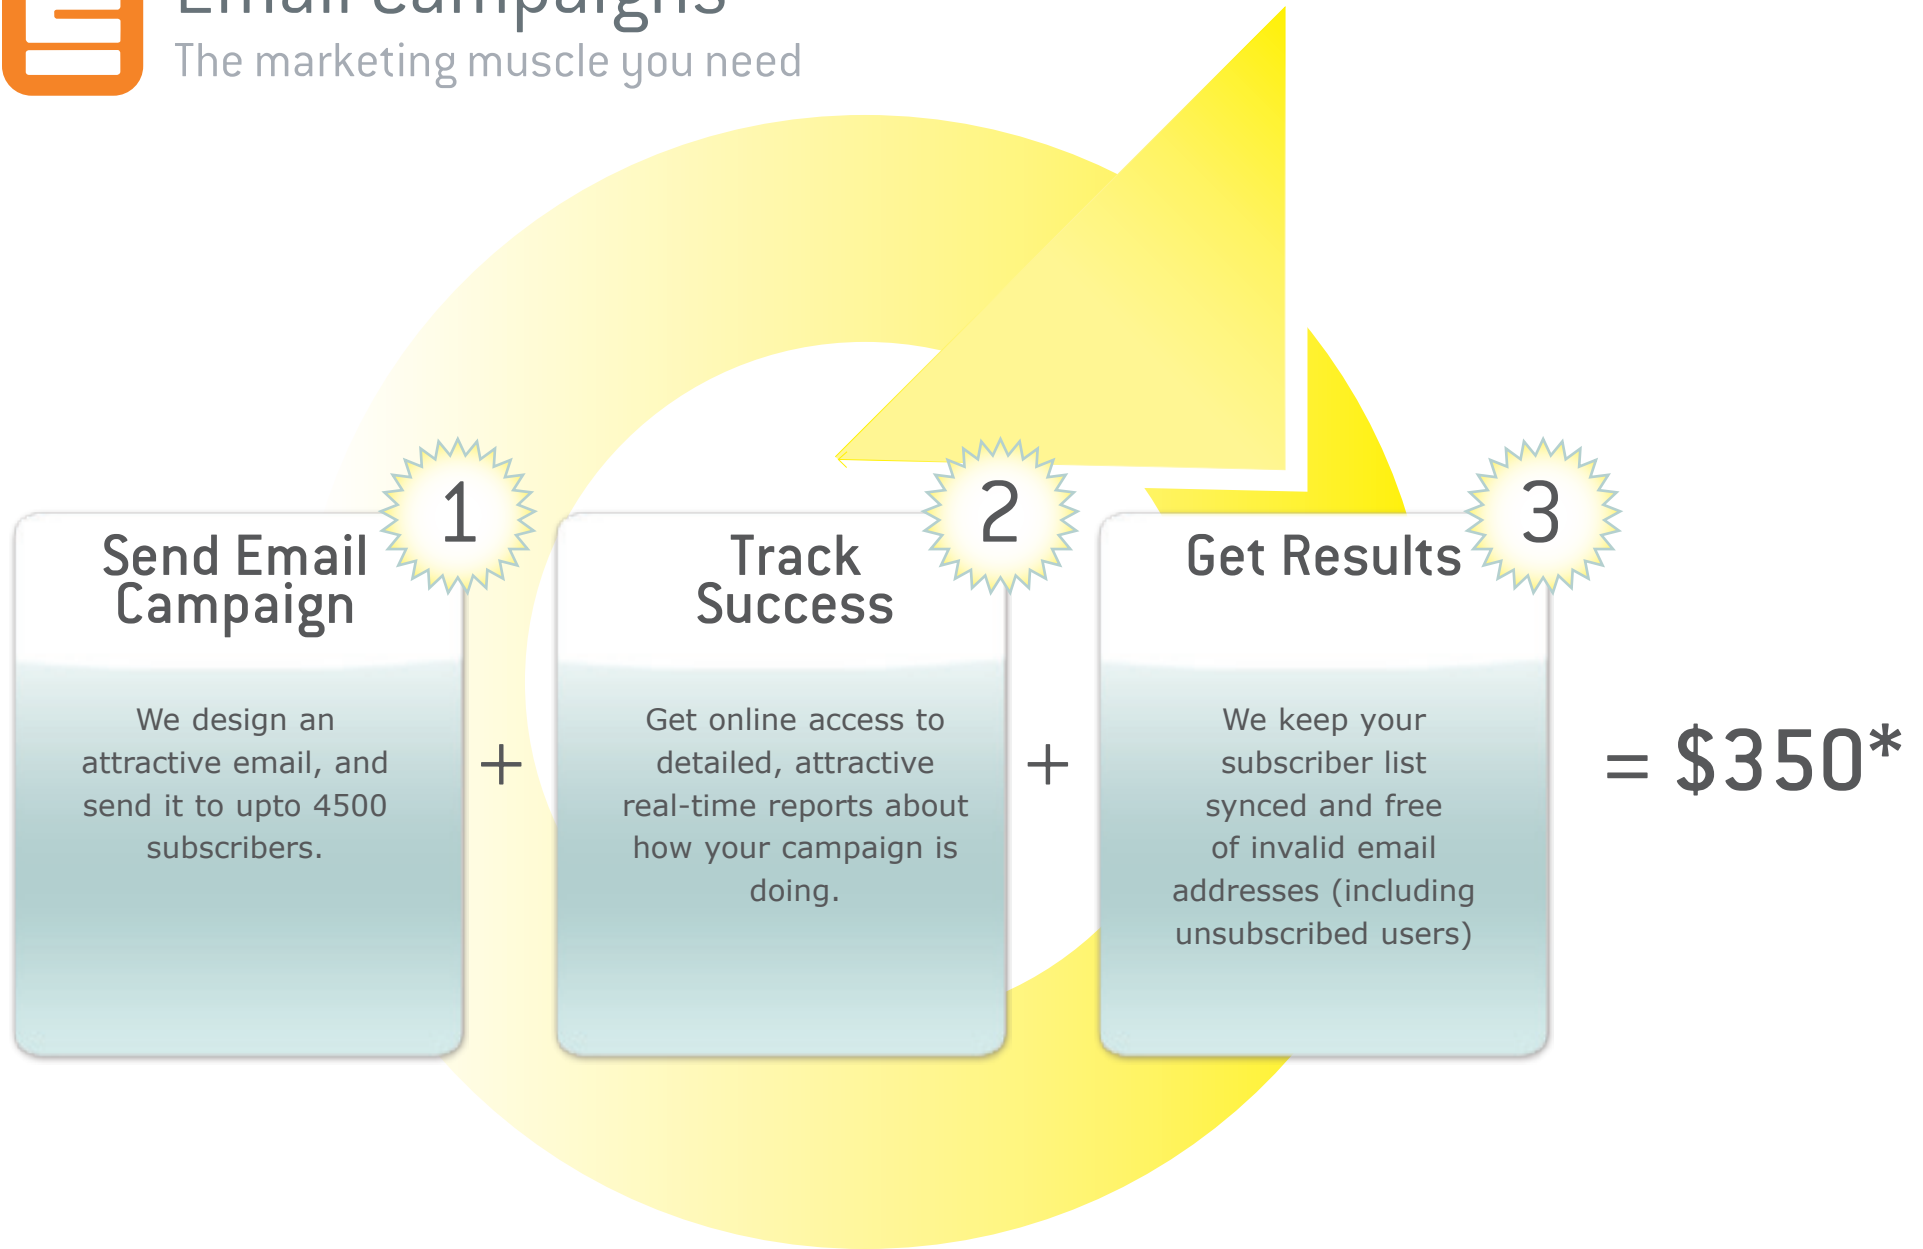 Email Campaigns
The marketing muscle you need
1
Send Email
Campaign
We design an
attractive email, and
send it to upto 4500
subscribers.
+
2
Track
Success
Get online access to
detailed, attractive
real-time reports about
how your campaign is
doing.
+
3
Get Results
We keep your
subscriber list
synced and free
of invalid email
addresses (including
unsubscribed users)
= $350*